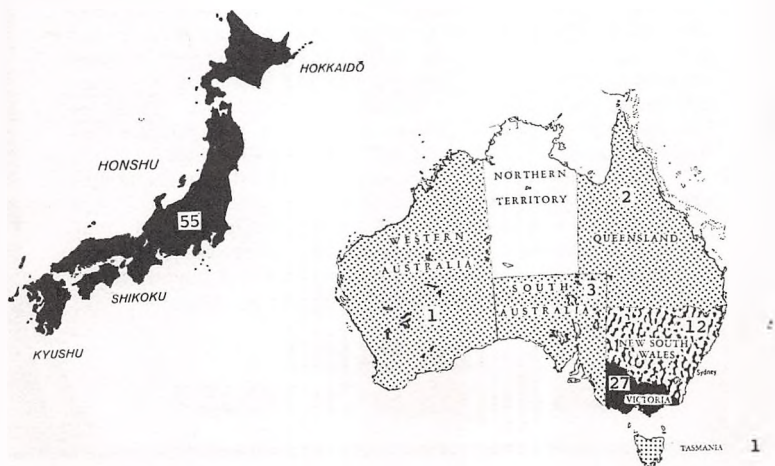 HOKKAIDŌ
HONSHU
55
SHIKOKU
KYUSHU
NORTHERN
TERRITORY
2
QUEENSLAND
WESTERN
AUSTRALIA
1
SOUTH
AUSTRALIA
3
12
NEW SOUTH
WALES
Sydney
27
VICTORIA
TASMANIA 1